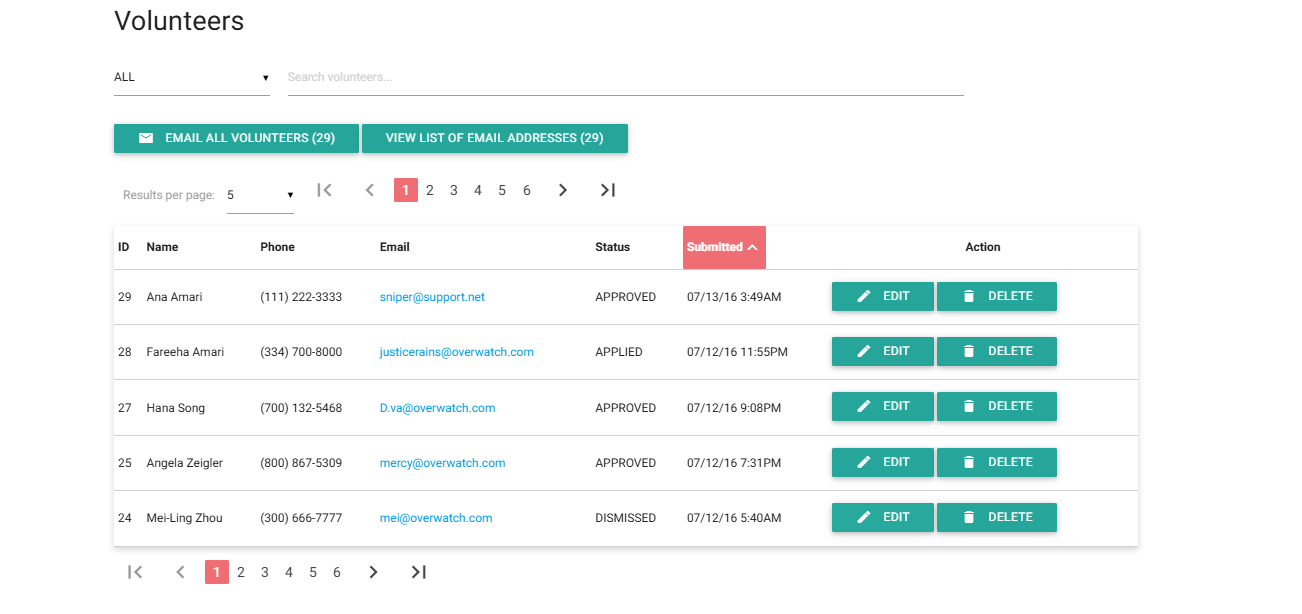 Volunteers
ALL Search volunteers...
EMAIL ALL VOLUNTEERS (29) VIEW LIST OF EMAIL ADDRESSES (29)
Results per page: 5 1 2 3 4 5 6
ID Name Phone Email Status Submitted Action
29 Ana Amari (111) 222-3333 sniper@support.net APPROVED 07/13/16 3:49AM EDIT DELETE
28 Fareeha Amari (334) 700-8000 justicerains@overwatch.com APPLIED 07/12/16 11:55PM EDIT DELETE
27 Hana Song (700) 132-5468 D.va@overwatch.com APPROVED 07/12/16 9:08PM EDIT DELETE
25 Angela Zeigler (800) 867-5309 mercy@overwatch.com APPROVED 07/12/16 7:31PM EDIT DELETE
24 Mei-Ling Zhou (300) 666-7777 mei@overwatch.com DISMISSED 07/12/16 5:40AM EDIT DELETE
1 2 3 4 5 6